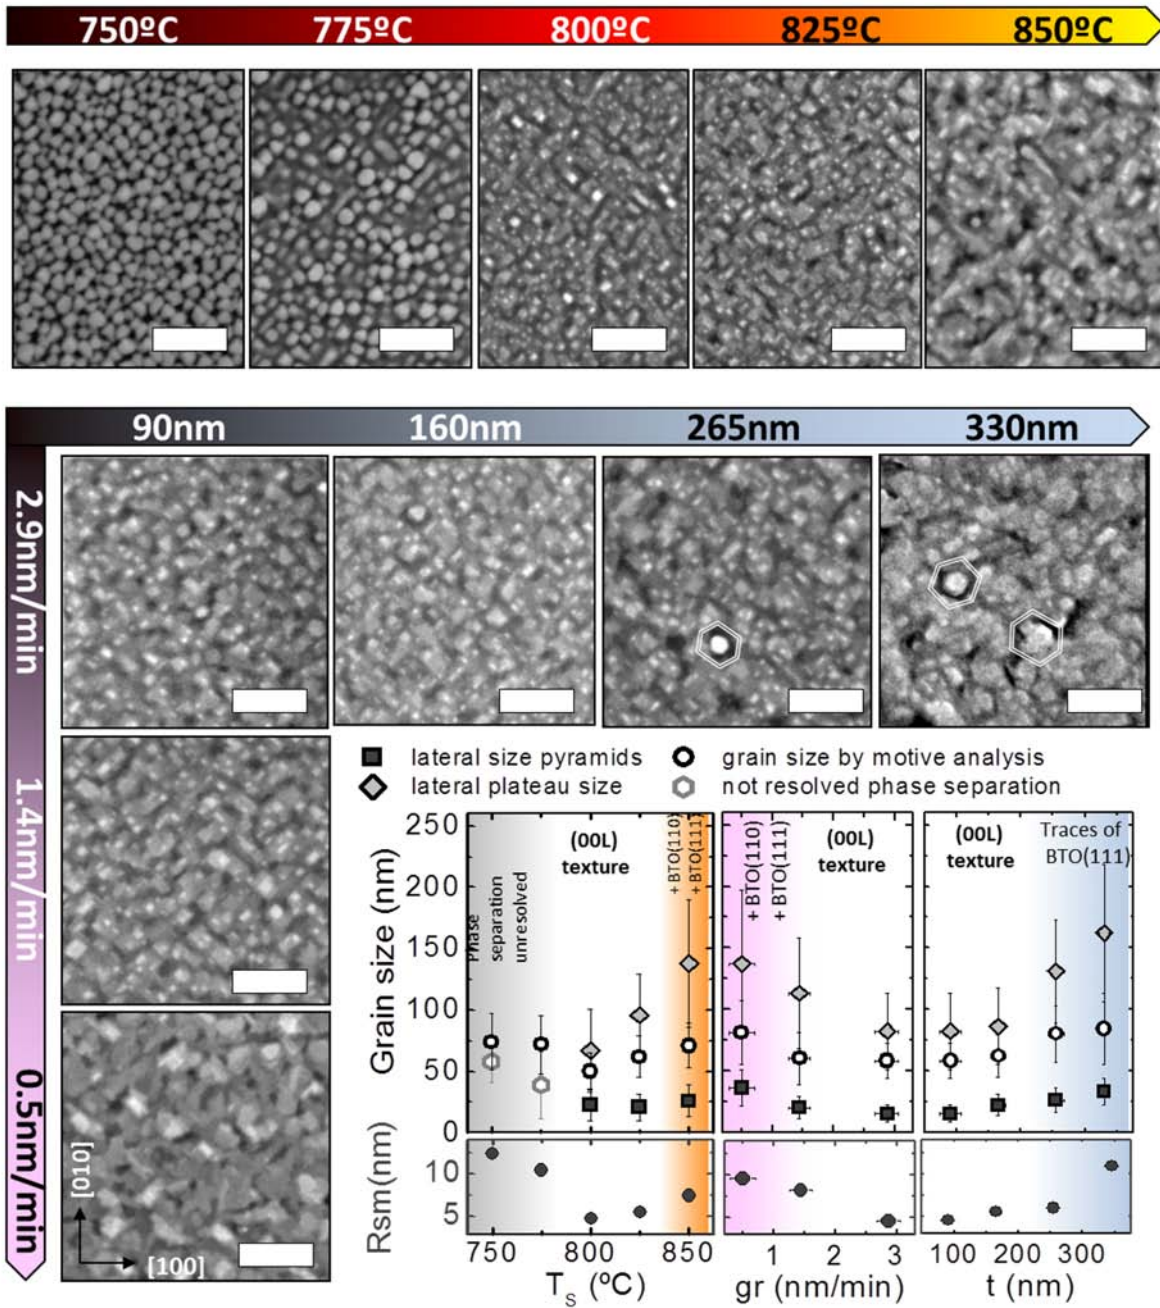 750ºC 775ºC 800ºC 825ºC 850ºC
90nm 160nm 265nm 330nm
2.9nm/min
1.4nm/min
0.5nm/min
[010]
[100]
lateral size pyramids
grain size by motive analysis
lateral plateau size
not resolved phase separation
Grain size (nm)
250
200
150
100
50
0
Phase
separation
unresolved
(00L)
texture
+ BTO(110)
+ BTO(111)
+ BTO(110)
+ BTO(111)
(00L)
texture
(00L)
texture
Traces of
BTO(111)
Rsm(nm)
10
5
750 800 850
1 2 3
100 200 300
TS (ºC)
gr (nm/min)
t (nm)